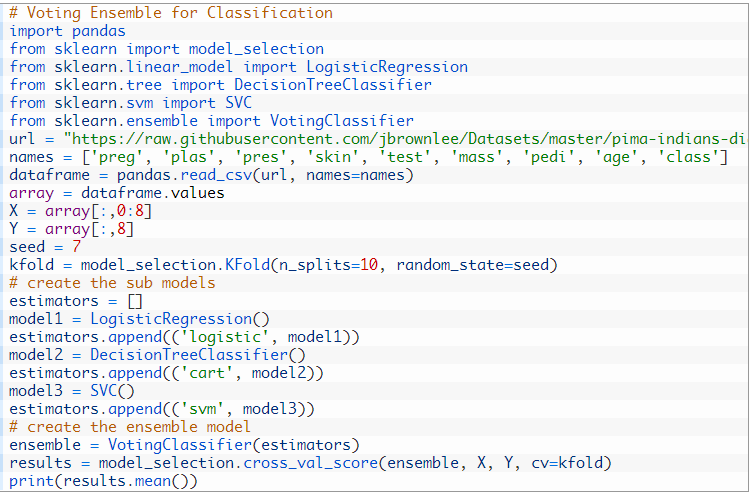 # Voting Ensemble for Classification
import pandas
from sklearn import model_selection
from sklearn.linear_model import LogisticRegression
from sklearn.tree import DecisionTreeClassifier
from sklearn.svm import SVC
from sklearn.ensemble import VotingClassifier
url = "https://raw.githubusercontent.com/jbrownlee/Datasets/master/pima-indians-di
names = ['preg', 'plas', 'pres', 'skin', 'test', 'mass', 'pedi', 'age', 'class']
dataframe = pandas.read_csv(url, names=names)
array = dataframe.values
X = array[:,0:8]
Y = array[:,8]
seed = 7
kfold = model_selection.KFold(n_splits=10, random_state=seed)
# create the sub models
estimators = []
model1 = LogisticRegression()
estimators.append(('logistic', model1))
model2 = DecisionTreeClassifier()
estimators.append(('cart', model2))
model3 = SVC()
estimators.append(('svm', model3))
# create the ensemble model
ensemble = VotingClassifier(estimators)
results = model_selection.cross_val_score(ensemble, X, Y, cv=kfold)
print(results.mean())